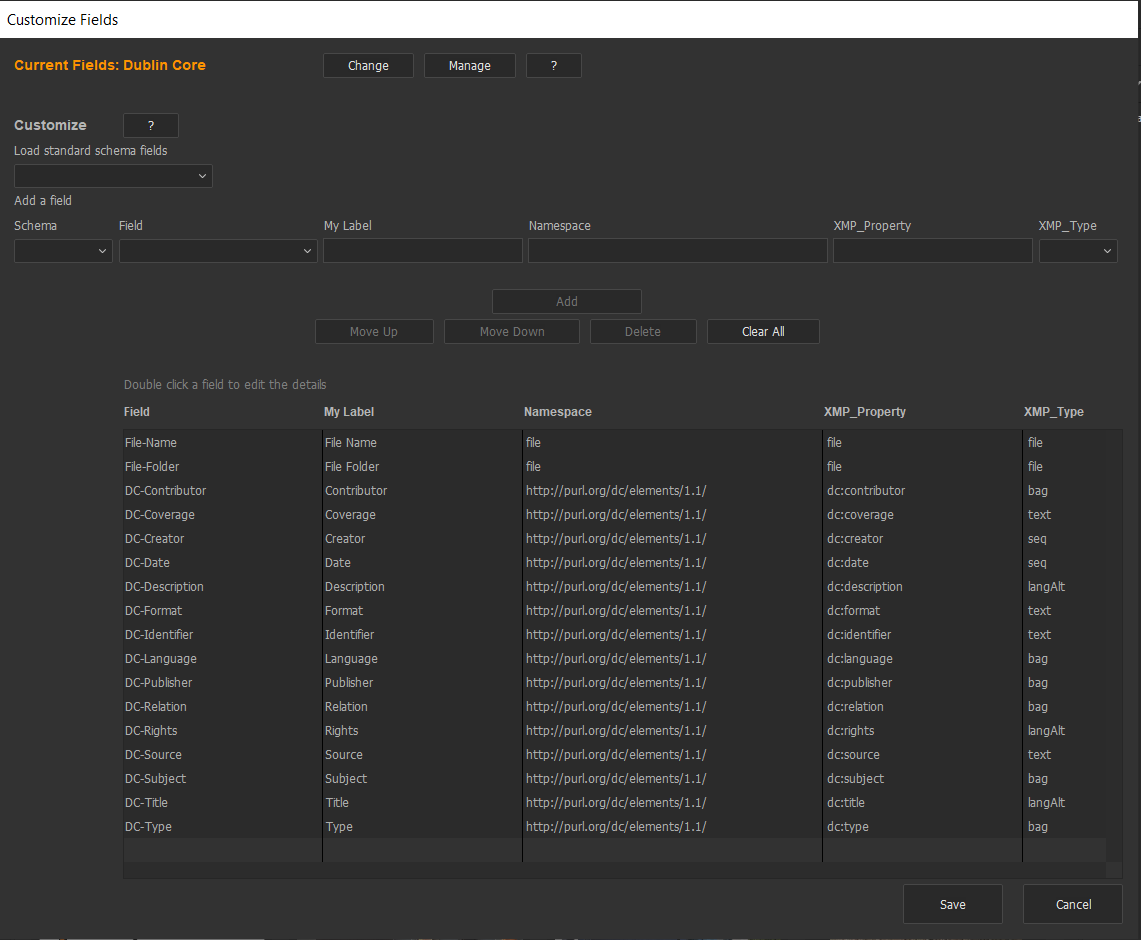 Customize Fields
Current Fields: Dublin Core Change Manage ?
Customize ?
Load standard schema fields
Add a field
Schema Field My Label Namespace XMP_Property XMP_Type
Add
Move Up Move Down Delete Clear All
Double click a field to edit the details
Field My Label Namespace XMP_Property XMP_Type
File-Name File Name file file file
File-Folder File Folder file file file
DC-Contributor Contributor http://purl.org/dc/elements/1.1/ dc:contributor bag
DC-Coverage Coverage http://purl.org/dc/elements/1.1/ dc:coverage text
DC-Creator Creator http://purl.org/dc/elements/1.1/ dc:creator seq
DC-Date Date http://purl.org/dc/elements/1.1/ dc:date seq
DC-Description Description http://purl.org/dc/elements/1.1/ dc:description langAlt
DC-Format Format http://purl.org/dc/elements/1.1/ dc:format text
DC-Identifier Identifier http://purl.org/dc/elements/1.1/ dc:identifier text
DC-Language Language http://purl.org/dc/elements/1.1/ dc:language bag
DC-Publisher Publisher http://purl.org/dc/elements/1.1/ dc:publisher bag
DC-Relation Relation http://purl.org/dc/elements/1.1/ dc:relation bag
DC-Rights Rights http://purl.org/dc/elements/1.1/ dc:rights langAlt
DC-Source Source http://purl.org/dc/elements/1.1/ dc:source text
DC-Subject Subject http://purl.org/dc/elements/1.1/ dc:subject bag
DC-Title Title http://purl.org/dc/elements/1.1/ dc:title langAlt
DC-Type Type http://purl.org/dc/elements/1.1/ dc:type bag
Save Cancel